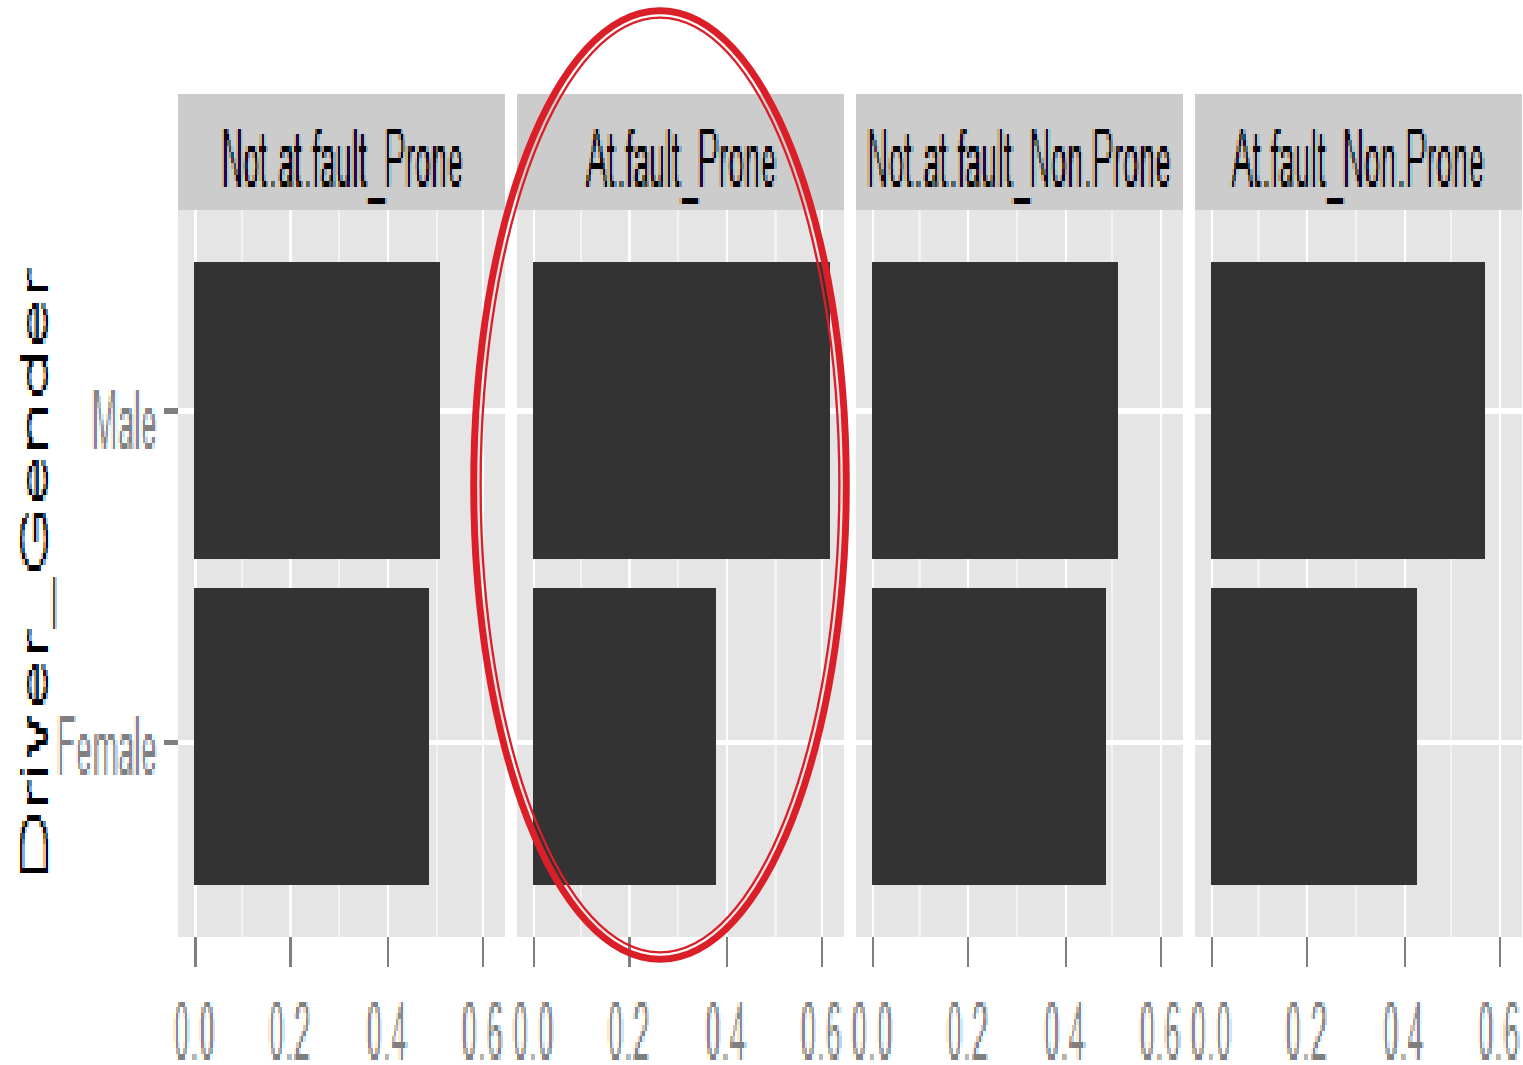 Not.at.fault_Prone
At.fault_Prone
Not.at.fault_Non.Prone
At.fault_Non.Prone
Driver_Gender
Male
Female
0.0 0.2 0.4 0.6 0.0 0.2 0.4 0.6 0.0 0.2 0.4 0.6 0.0 0.2 0.4 0.6